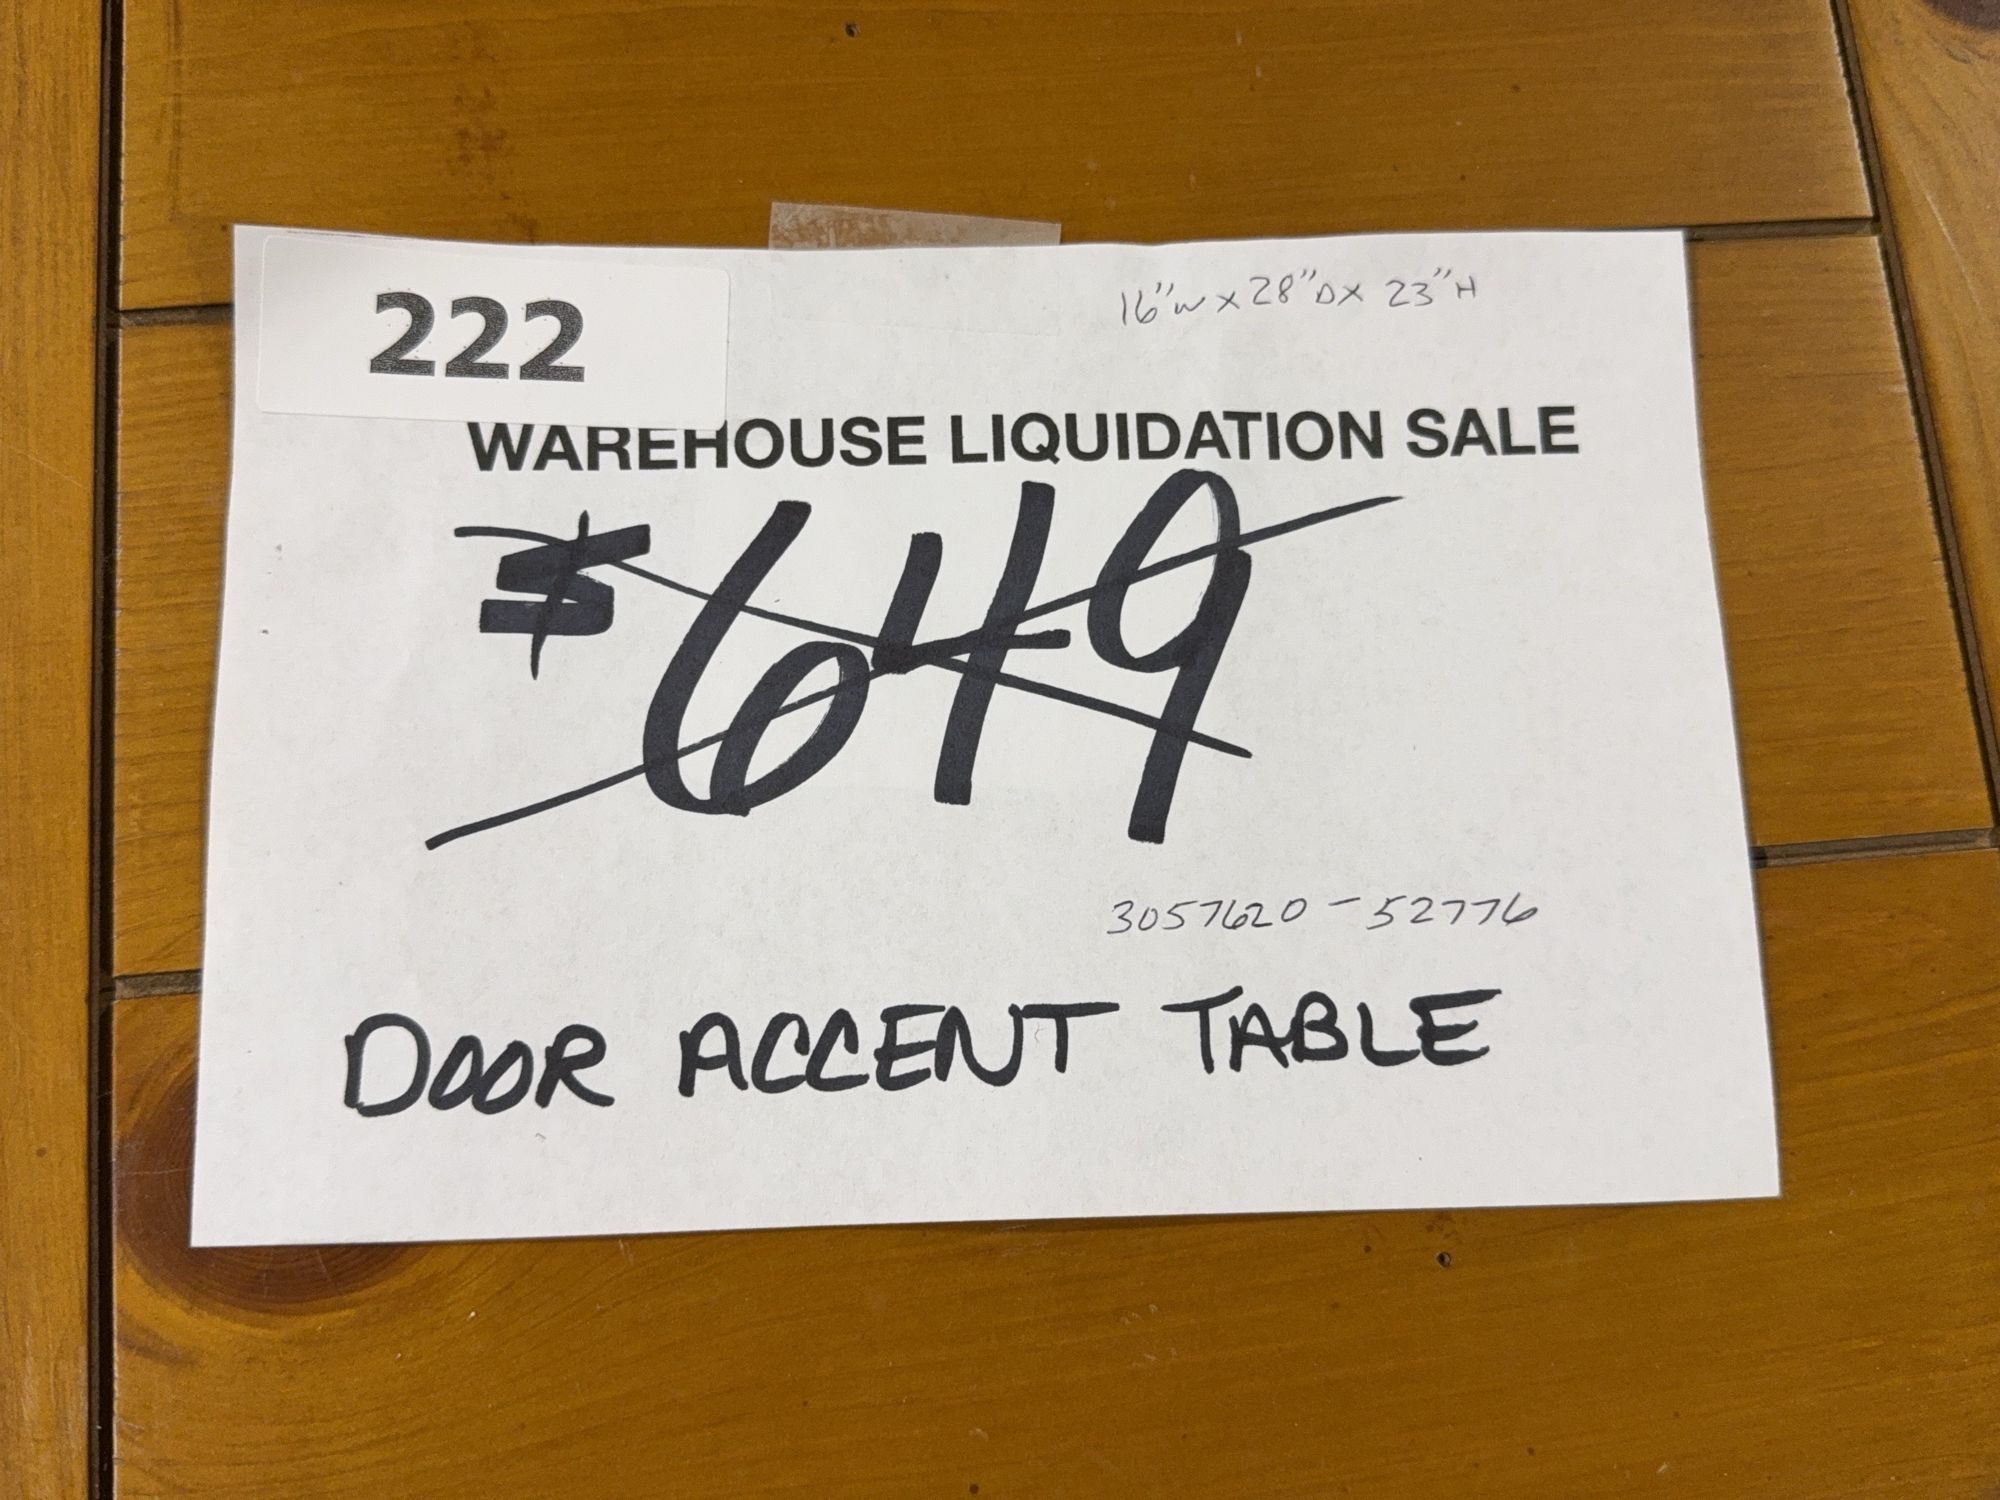 222
16"W x 28"D x 23"H
WAREHOUSE LIQUIDATION SALE
$649
3057620-52776
DOOR ACCENT TABLE